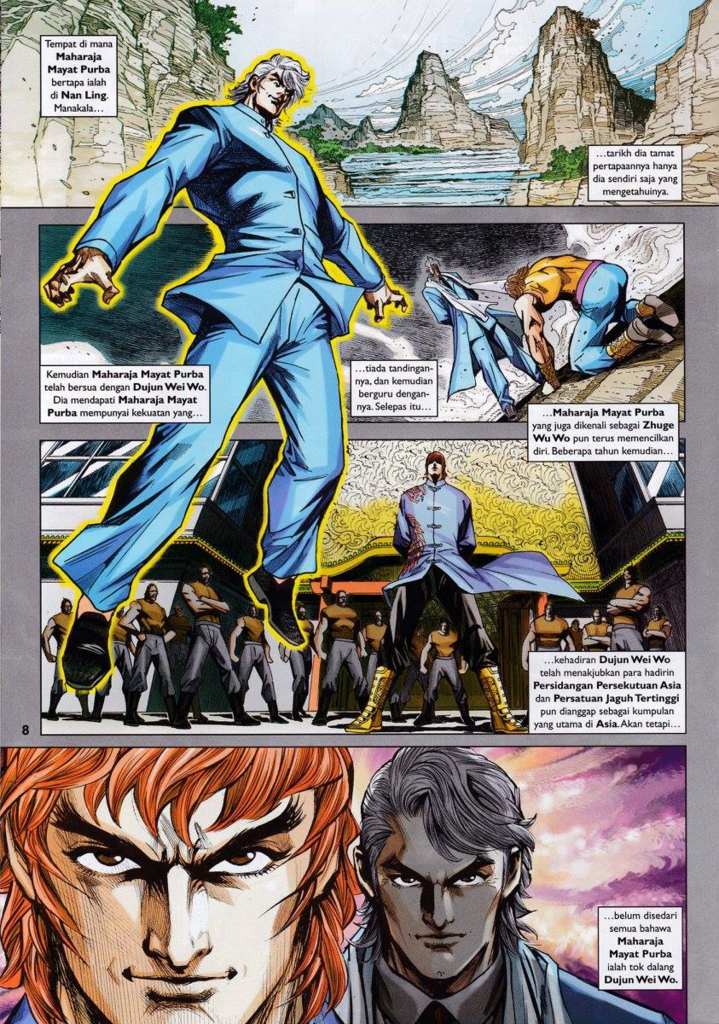 Tempat di mana
Maharaja
Mayat Purba
bertapa ialah
di Nan Ling.
Manakala...
...tarikh dia tamat
pertapaannya hanya
dia sendiri saja yang
mengetahuinya.
Kemudian Maharaja Mayat Purba
telah bersua dengan Dujun Wei Wo.
Dia mendapati Maharaja Mayat
Purba mempunyai kekuatan yang...
...tiada tandingan-
nya, dan kemudian
berguru dengan-
nya. Selepas itu...
...Maharaja Mayat Purba
yang juga dikenali sebagai Zhuge
Wu Wo pun terus memencilkan
diri. Beberapa tahun kemudian...
...kehadiran Dujun Wei Wo
telah menakjubkan para hadirin
Persidangan Persekutuan Asia
dan Persatuan Jaguh Tertinggi
pun dianggap sebagai kumpulan
yang utama di Asia. Akan tetapi...
8
...belum disedari
semua bahawa
Maharaja
Mayat Purba
ialah tok dalang
Dujun Wei Wo.